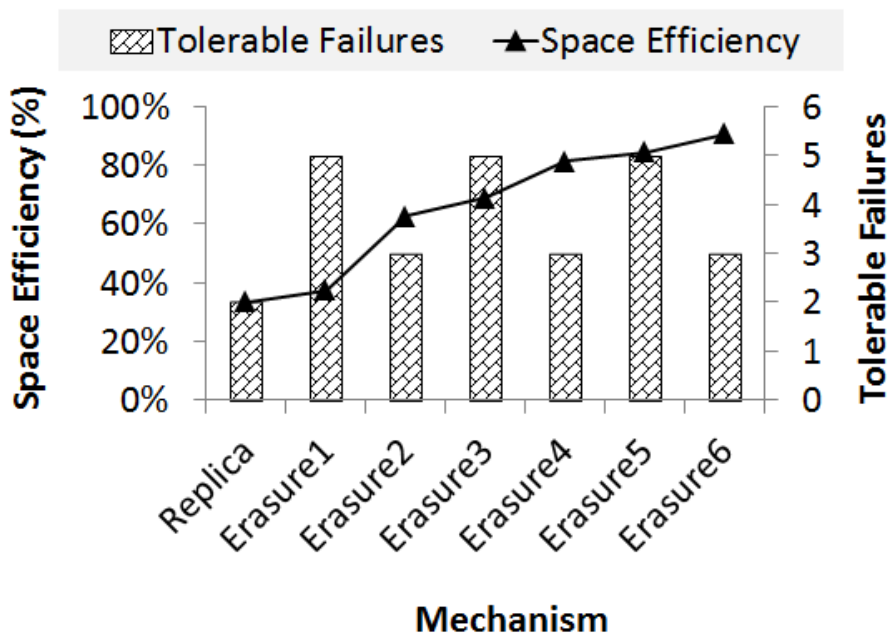 Tolerable Failures Space Efficiency
Space Efficiency (%)
100%
80%
60%
40%
20%
0%
6
5
4
3
2
1
0
Tolerable Failures
Replica
Erasure1
Erasure2
Erasure3
Erasure4
Erasure5
Erasure6
Mechanism